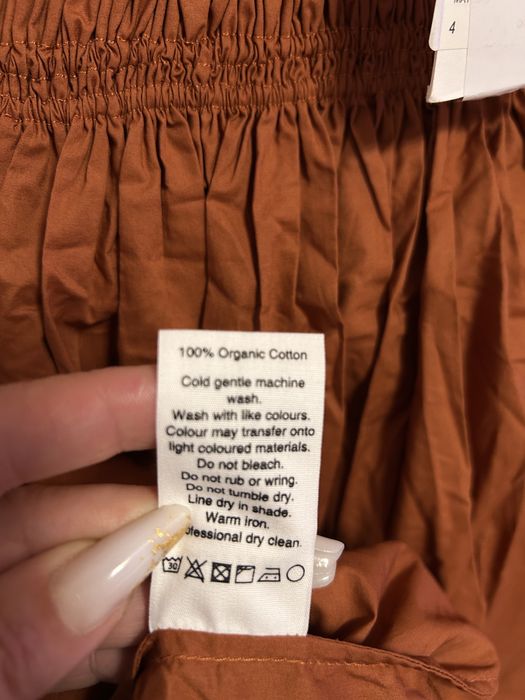 4
100% Organic Cotton
Cold gentle machine
wash.
Wash with like colours.
Colour may transfer onto
light coloured materials.
Do not bleach.
Do not rub or wring.
Do not tumble dry.
Line dry in shade.
Warm iron.
ofessional dry clean.
30